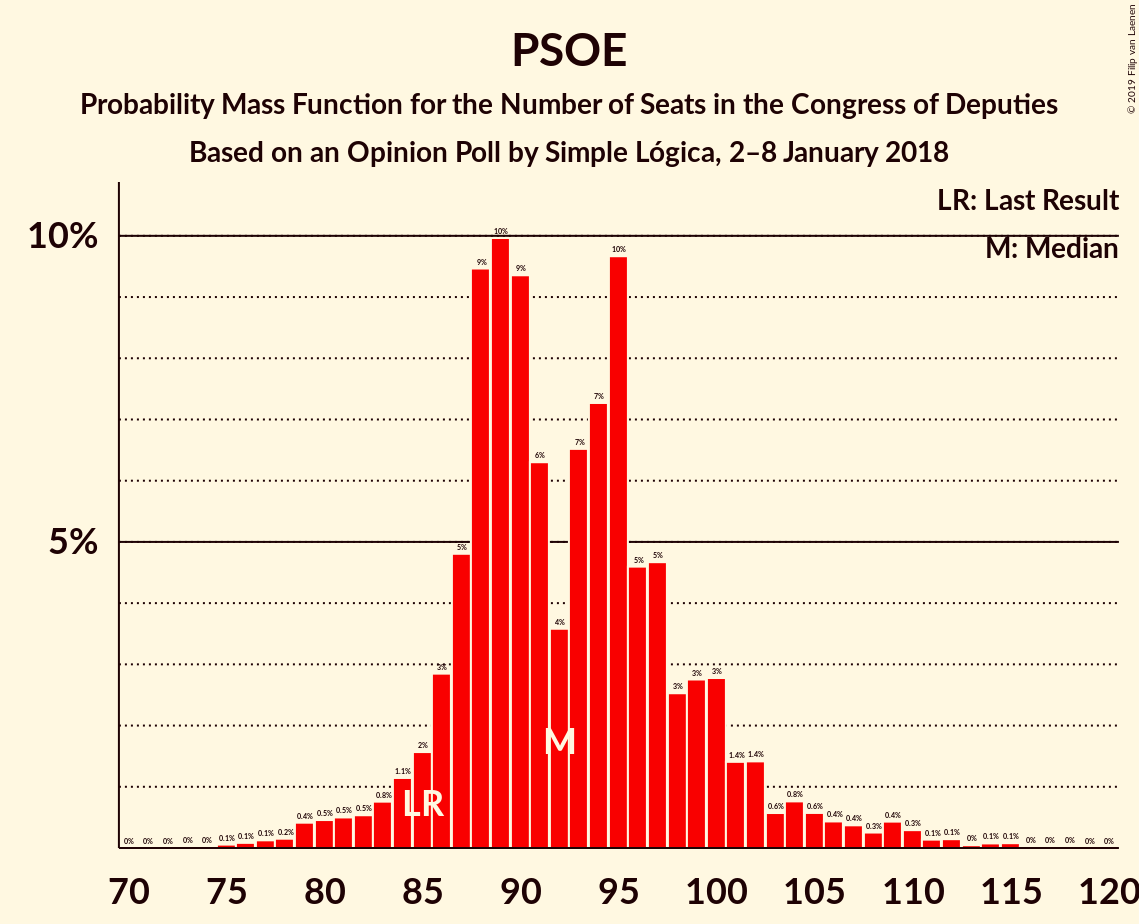 PSOE
Probability Mass Function for the Number of Seats in the Congress of Deputies
Based on an Opinion Poll by Simple Lógica, 2–8 January 2018
© 2019 Filip van Laenen
LR: Last Result
M: Median
10%
5%
0% 0% 0% 0% 0% 0.1% 0.1% 0.1% 0.2% 0.4% 0.5% 0.5% 0.5% 0.8% 1.1% 2% 3% 5% 9% 10% 9% 6% 4% 7% 7% 10% 5% 5% 3% 3% 3% 1.4% 1.4% 0.6% 0.8% 0.6% 0.4% 0.4% 0.3% 0.4% 0.3% 0.1% 0.1% 0% 0.1% 0.1% 0% 0% 0% 0% 0%
M
LR
70 75 80 85 90 95 100 105 110 115 120